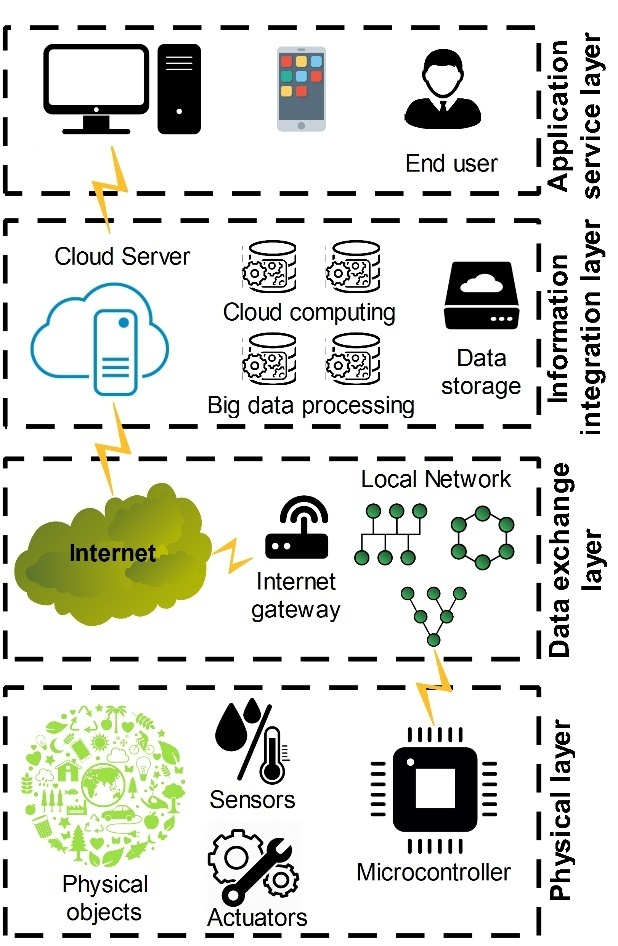 End user
Application
service layer
Cloud Server
Cloud computing
Big data processing
Data
storage
Information
integration layer
Local Network
Internet
Internet
gateway
Data exchange
layer
Sensors
Physical
objects
Actuators
Microcontroller
Physical layer